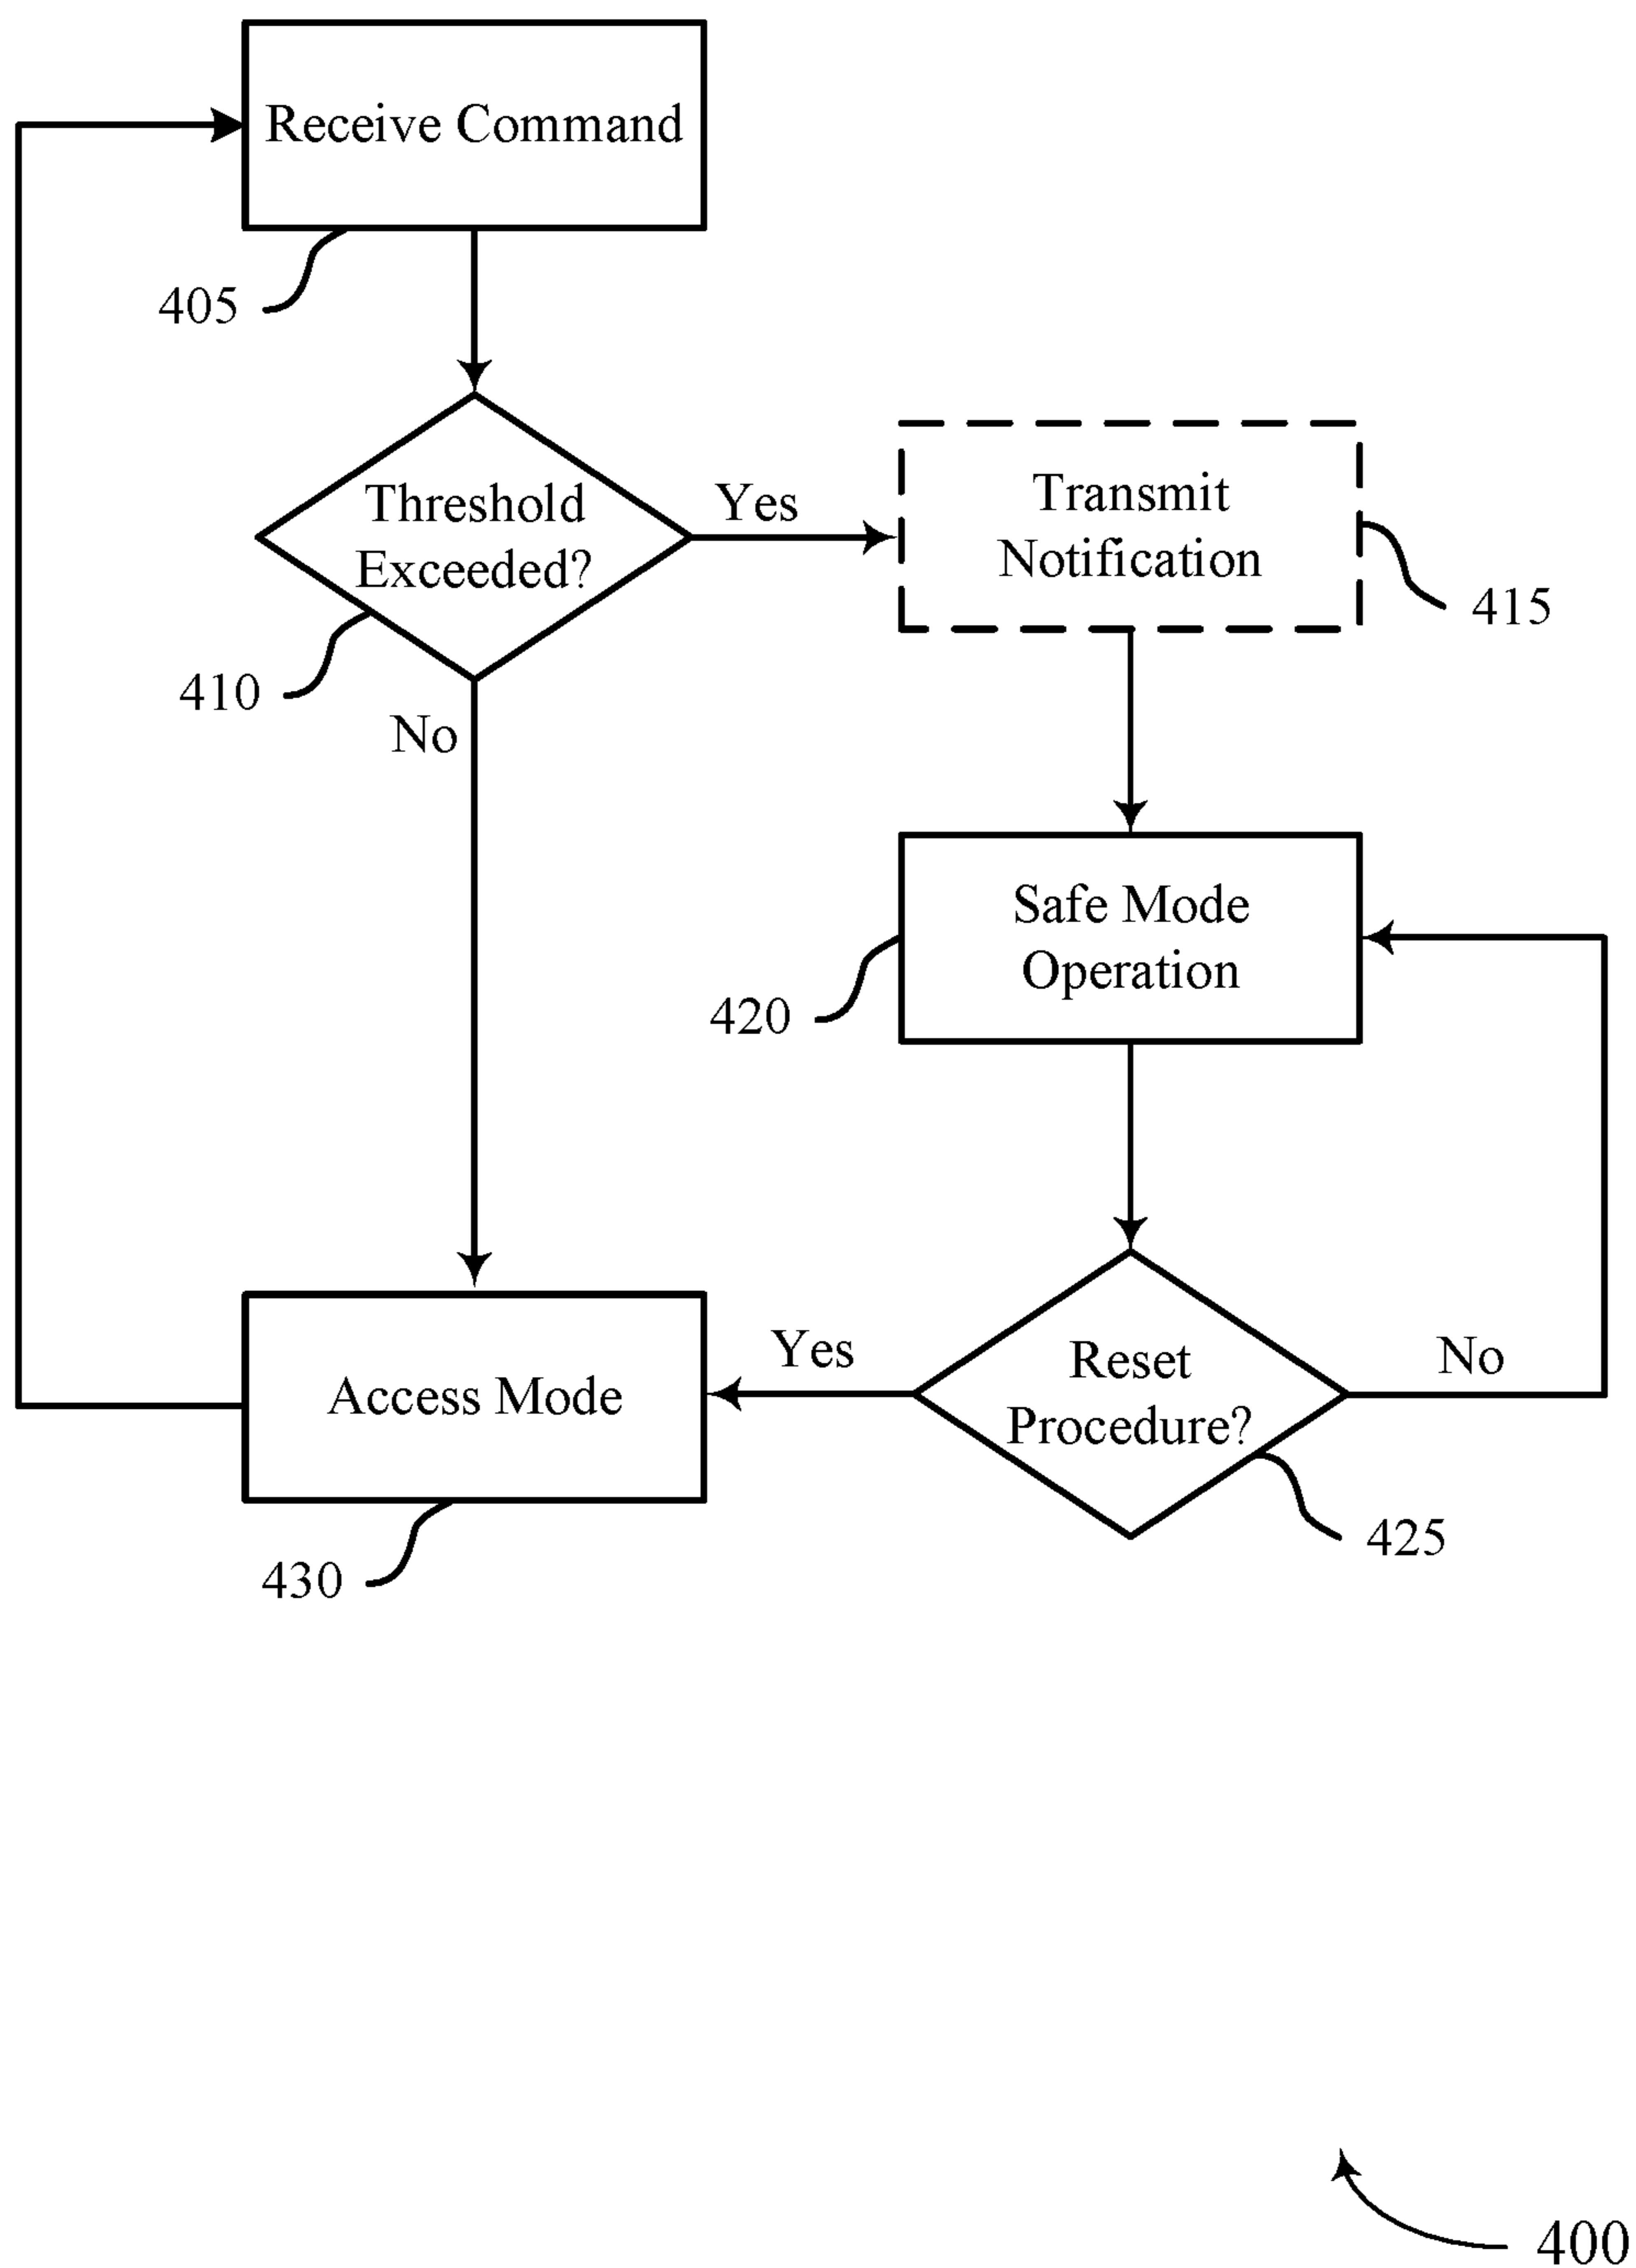 Receive Command
405
Threshold
Exceeded?
Yes
410
No
Transmit
Notification
415
Safe Mode
Operation
420
Reset
Procedure?
Yes
No
425
Access Mode
430
400